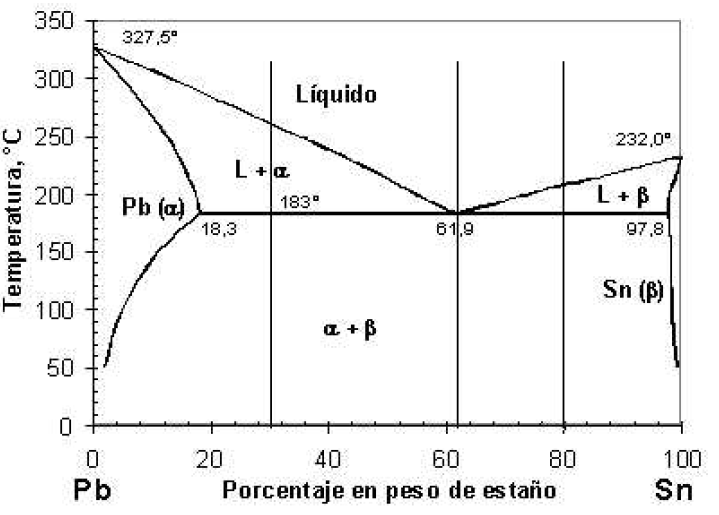 350
300
250
200
150
100
50
0
Temperatura, °C
327,5°
Líquido
232,0°
L + α
Pb (α)
183°
L + β
18,3
61,9
97,8
Sn (β)
α + β
0
20
40
60
80
100
Pb
Porcentaje en peso de estaño
Sn